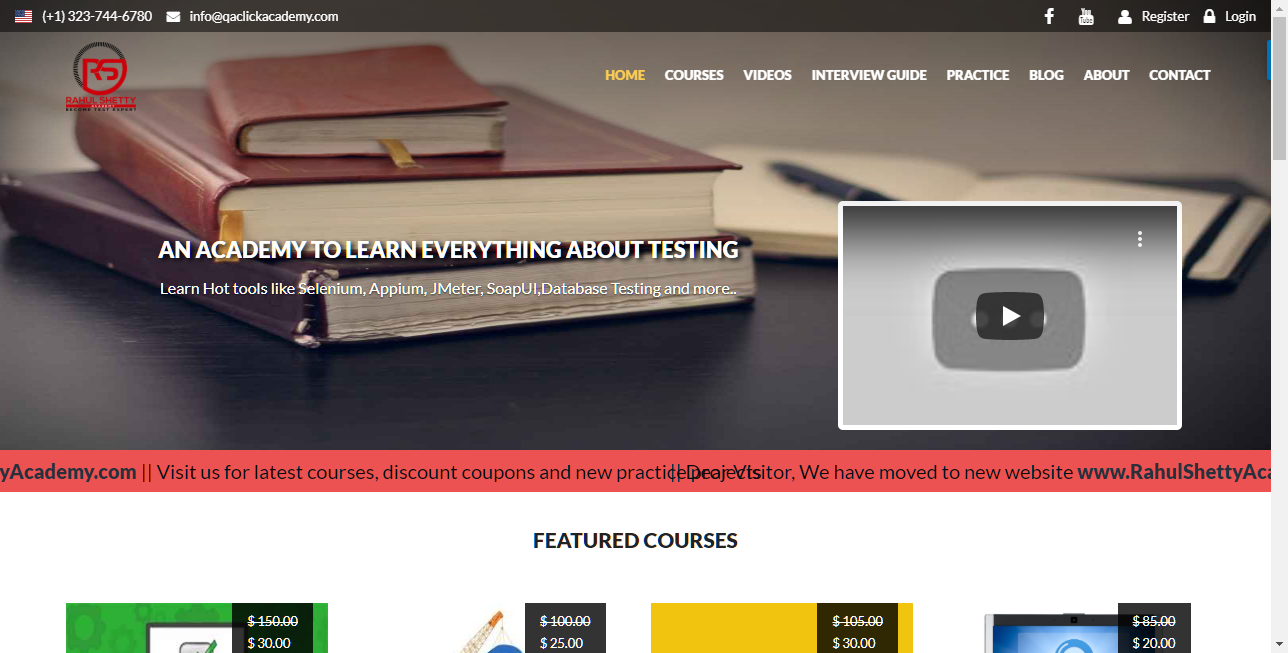 (+1) 323-744-6780 info@qaclickacademy.com
Register Login
RS
RAHUL SHETTY
HOME COURSES VIDEOS INTERVIEW GUIDE PRACTICE BLOG ABOUT CONTACT
AN ACADEMY TO LEARN EVERYTHING ABOUT TESTING
Learn Hot tools like Selenium, Appium, JMeter, SoapUI,Database Testing and more..
yAcademy.com || Visit us for latest courses, discount coupons and new practice projects || Dear Visitor, We have moved to new website www.RahulShettyAca
FEATURED COURSES
$ 150.00 $ 100.00 $ 105.00 $ 85.00
$ 30.00 $ 25.00 $ 30.00 $ 20.00